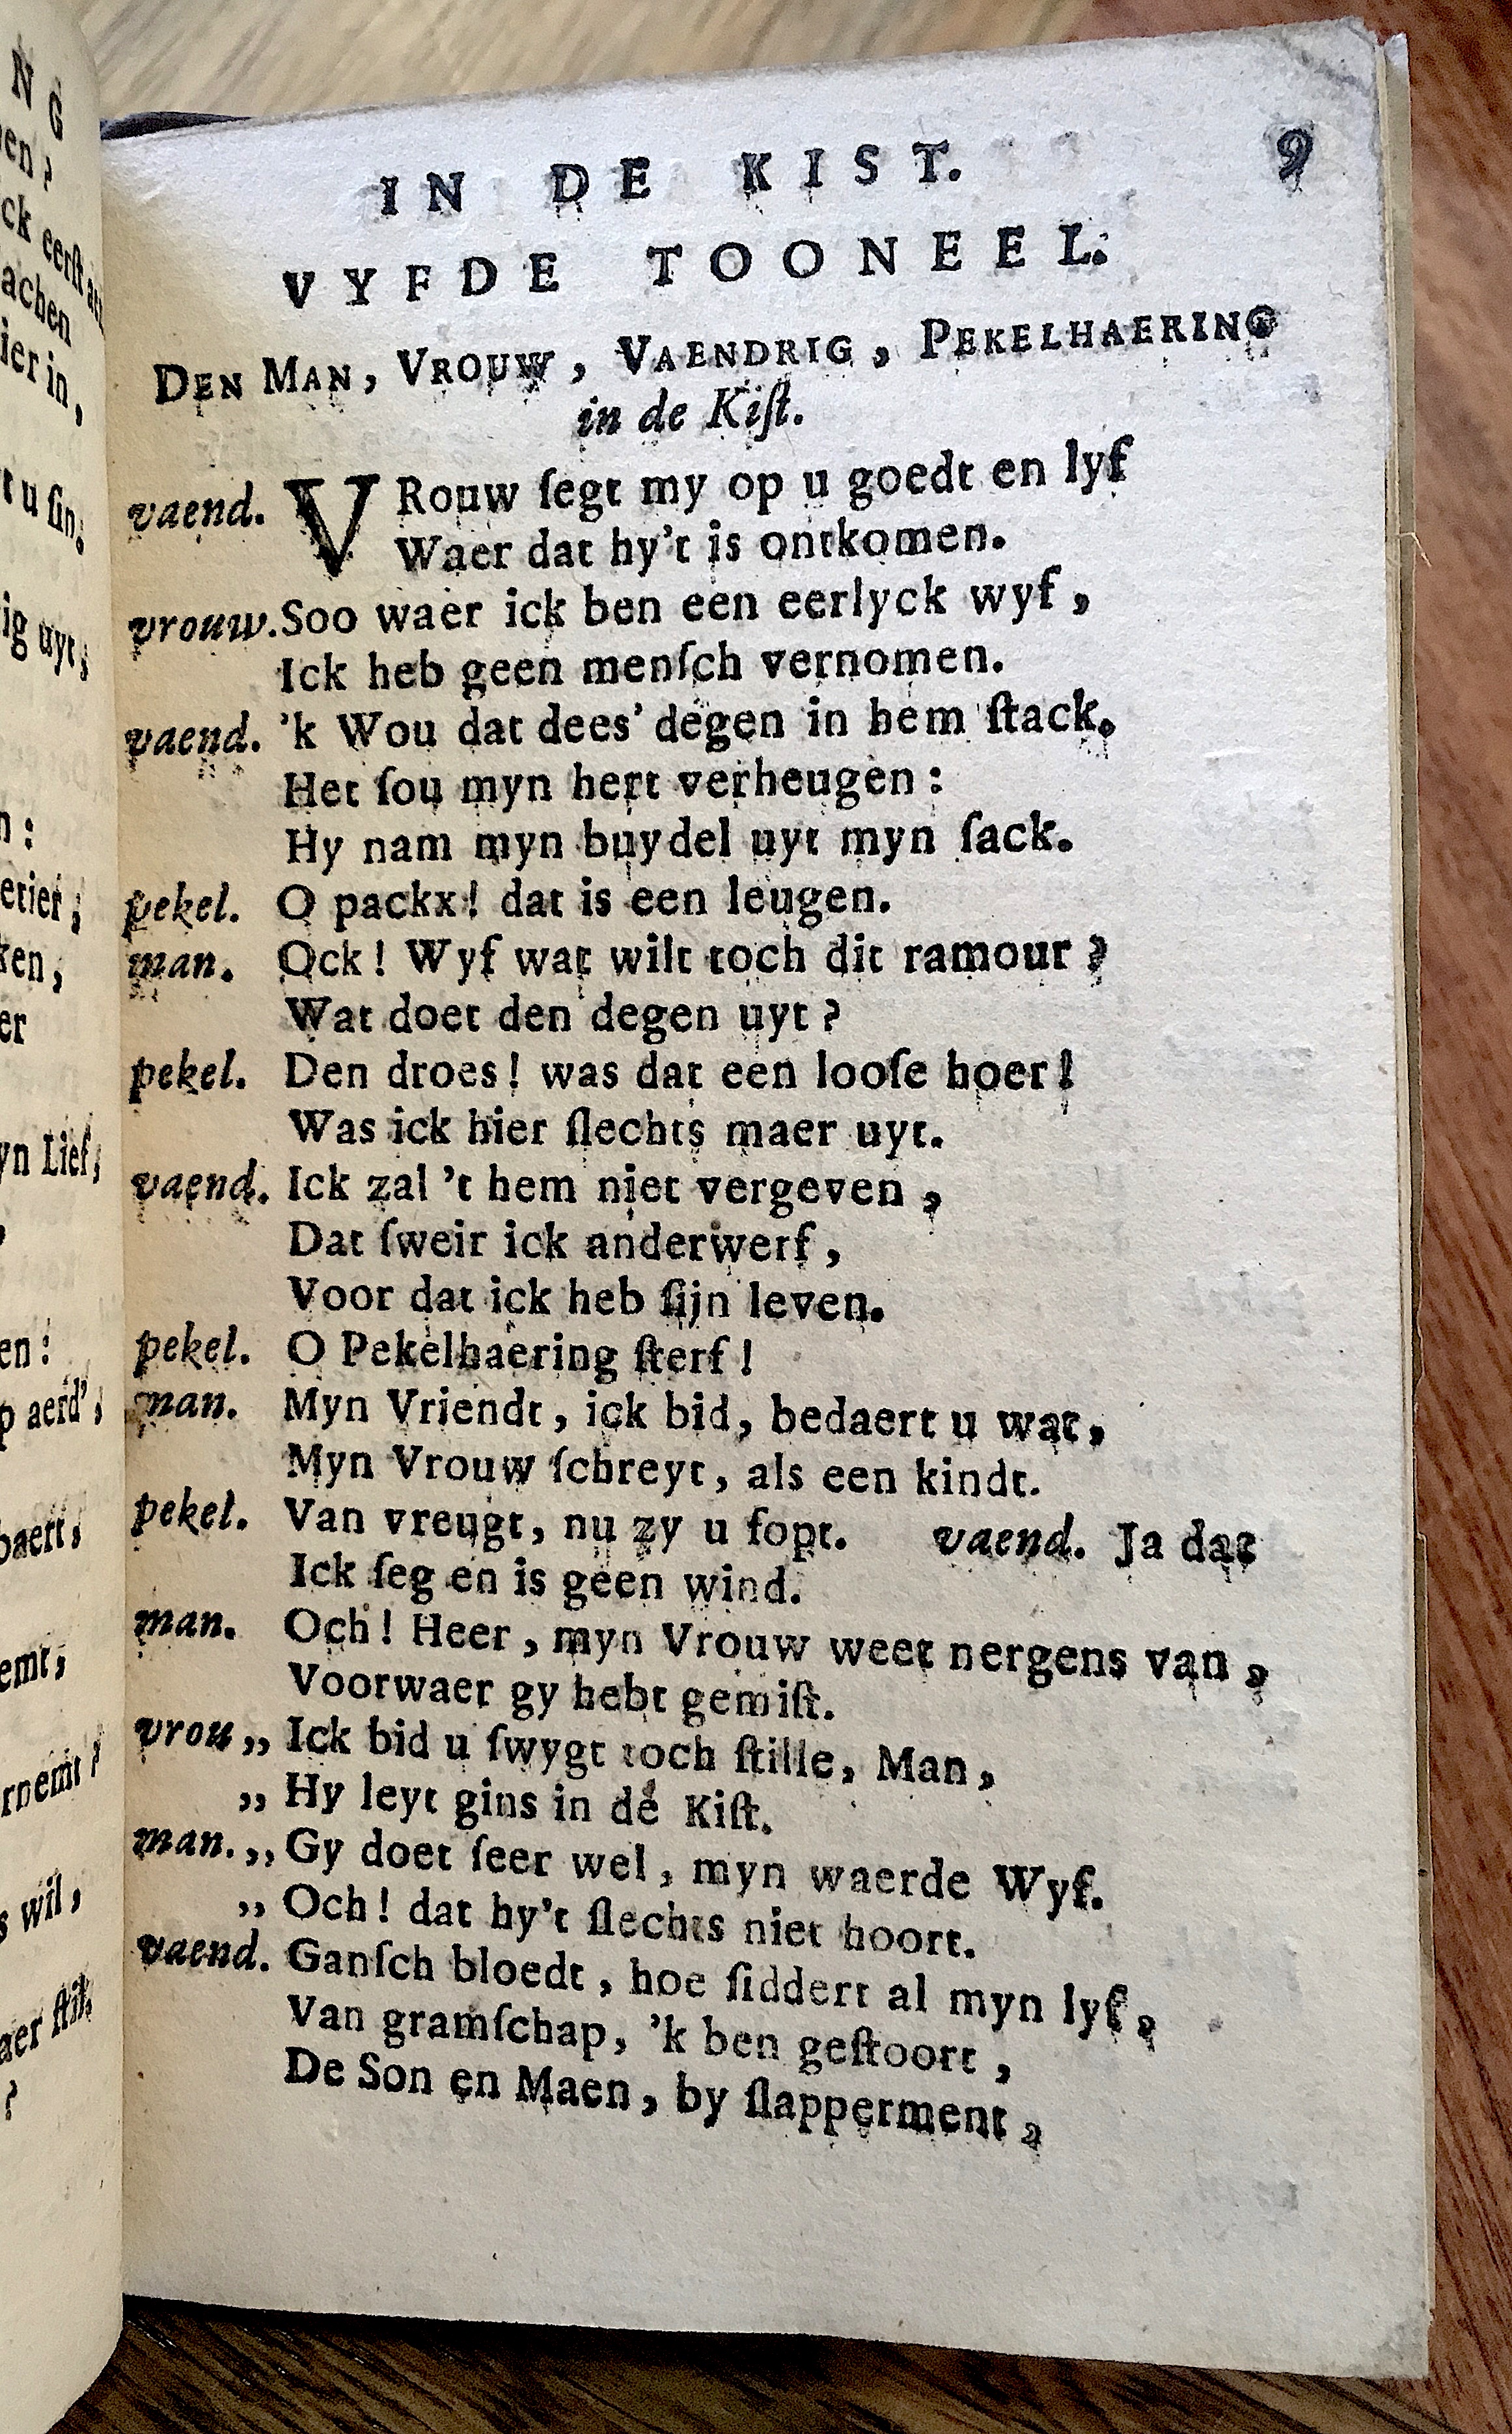 IN DE KIST. 9
VYFDE TOONEEL.
DEN MAN, VROUW, VAENDRIG, PEKELHAERING
in de Kiſt.
vaend. VRouw ſegt my op u goedt en lyf
Waer dat hy't is ontkomen.
vrouw. Soo waer ick ben een eerlyck wyf,
Ick heb geen menſch vernomen.
vaend. 'k Wou dat dees' degen in hem ſtack.
Het ſou myn hert verheugen:
Hy nam myn buydel uyt myn ſack.
pekel. O packx! dat is een leugen.
man. Ock! Wyf wat wilt toch dit ramour?
Wat doet den degen uyt?
pekel. Den droes! was dat een looſe hoer!
Was ick hier ſlechts maer uyt.
vaend. Ick zal 't hem niet vergeven,
Dat ſweir ick anderwerf,
Voor dat ick heb ſijn leven.
pekel. O Pekelhaering ſterf!
man. Myn Vriendt, ick bid, bedaert u wat,
Myn Vrouw ſchreyt, als een kindt.
pekel. Van vreugt, nu zy u fopt. vaend. Ja dat
Ick ſeg en is geen wind.
man. Och! Heer, myn Vrouw weet nergens van,
Voorwaer gy hebt gemiſt.
vrou ,, Ick bid u ſwygt toch ſtille, Man,
,, Hy leyt gins in de Kiſt.
man. ,, Gy doet ſeer wel, myn waerde Wyf.
,, Och! dat hy't ſlechts niet hoort.
vaend. Ganſch bloedt, hoe ſiddert al myn lyf,
Van gramſchap, 'k ben geſtoort,
De Son en Maen, by ſlapperment,